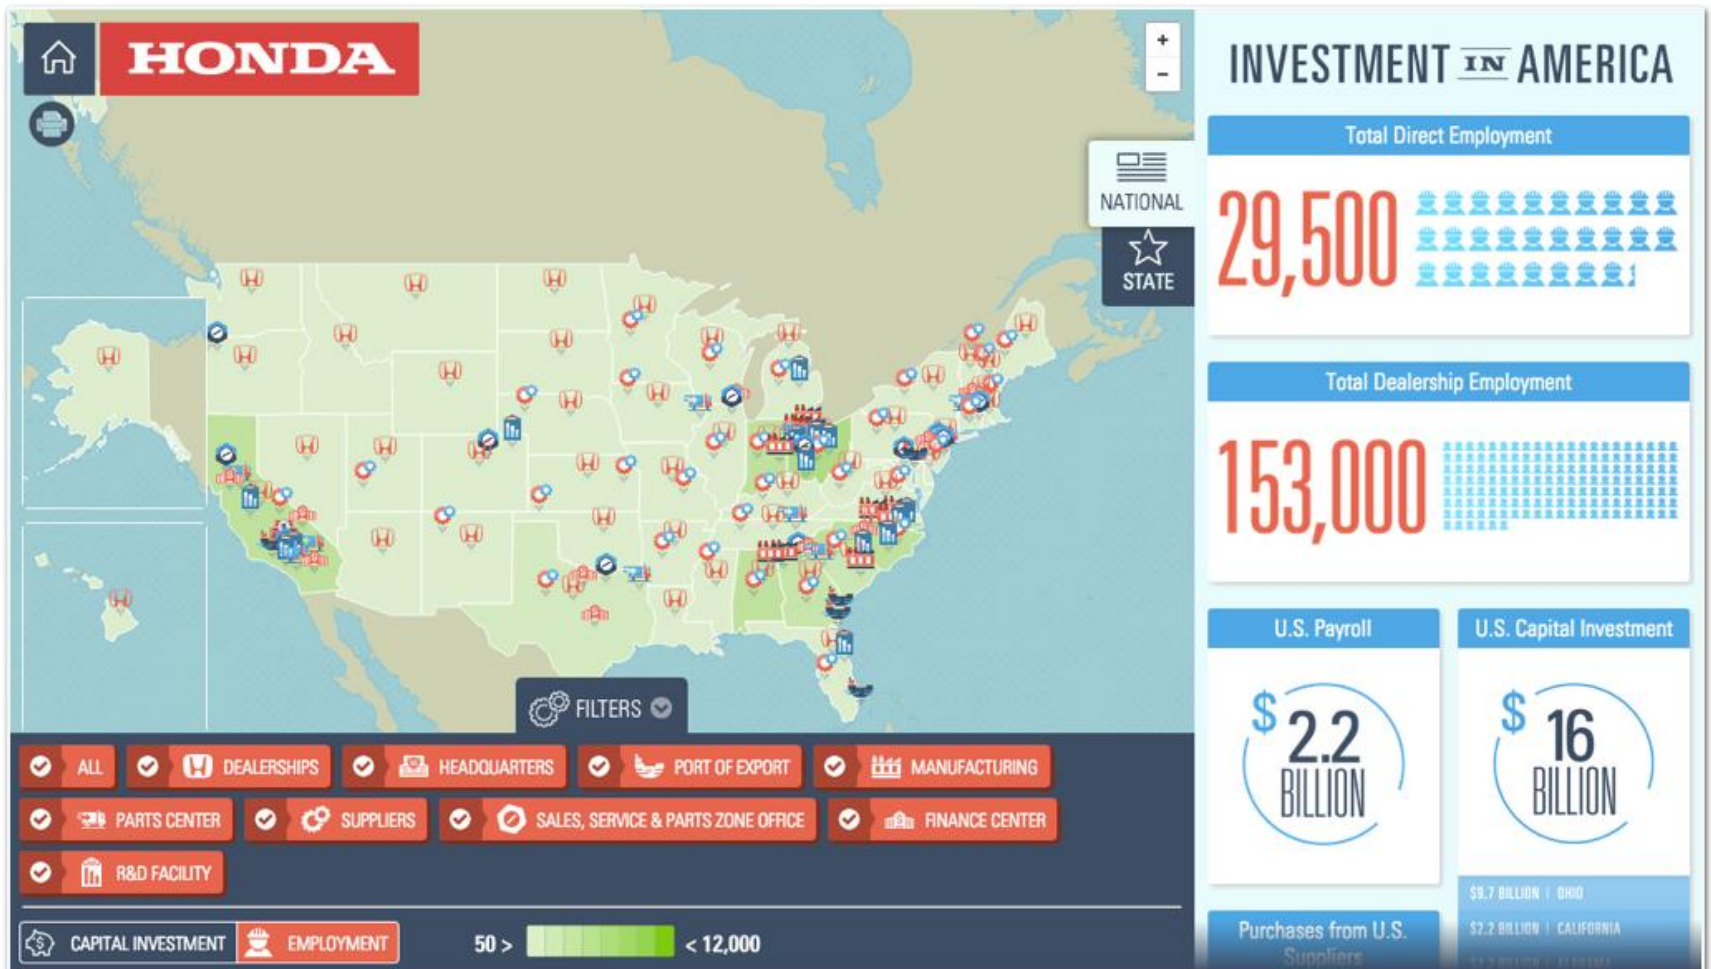 HONDA
+
-
NATIONAL
STATE
FILTERS
ALL
DEALERSHIPS
HEADQUARTERS
PORT OF EXPORT
MANUFACTURING
PARTS CENTER
SUPPLIERS
SALES, SERVICE & PARTS ZONE OFFICE
FINANCE CENTER
R&D FACILITY
CAPITAL INVESTMENT
EMPLOYMENT
50 >
< 12,000
INVESTMENT IN AMERICA
Total Direct Employment
29,500
Total Dealership Employment
153,000
U.S. Payroll
$ 2.2
BILLION
U.S. Capital Investment
$ 16
BILLION
$9.7 BILLION | OHIO
$2.2 BILLION | CALIFORNIA
Purchases from U.S.
Suppliers